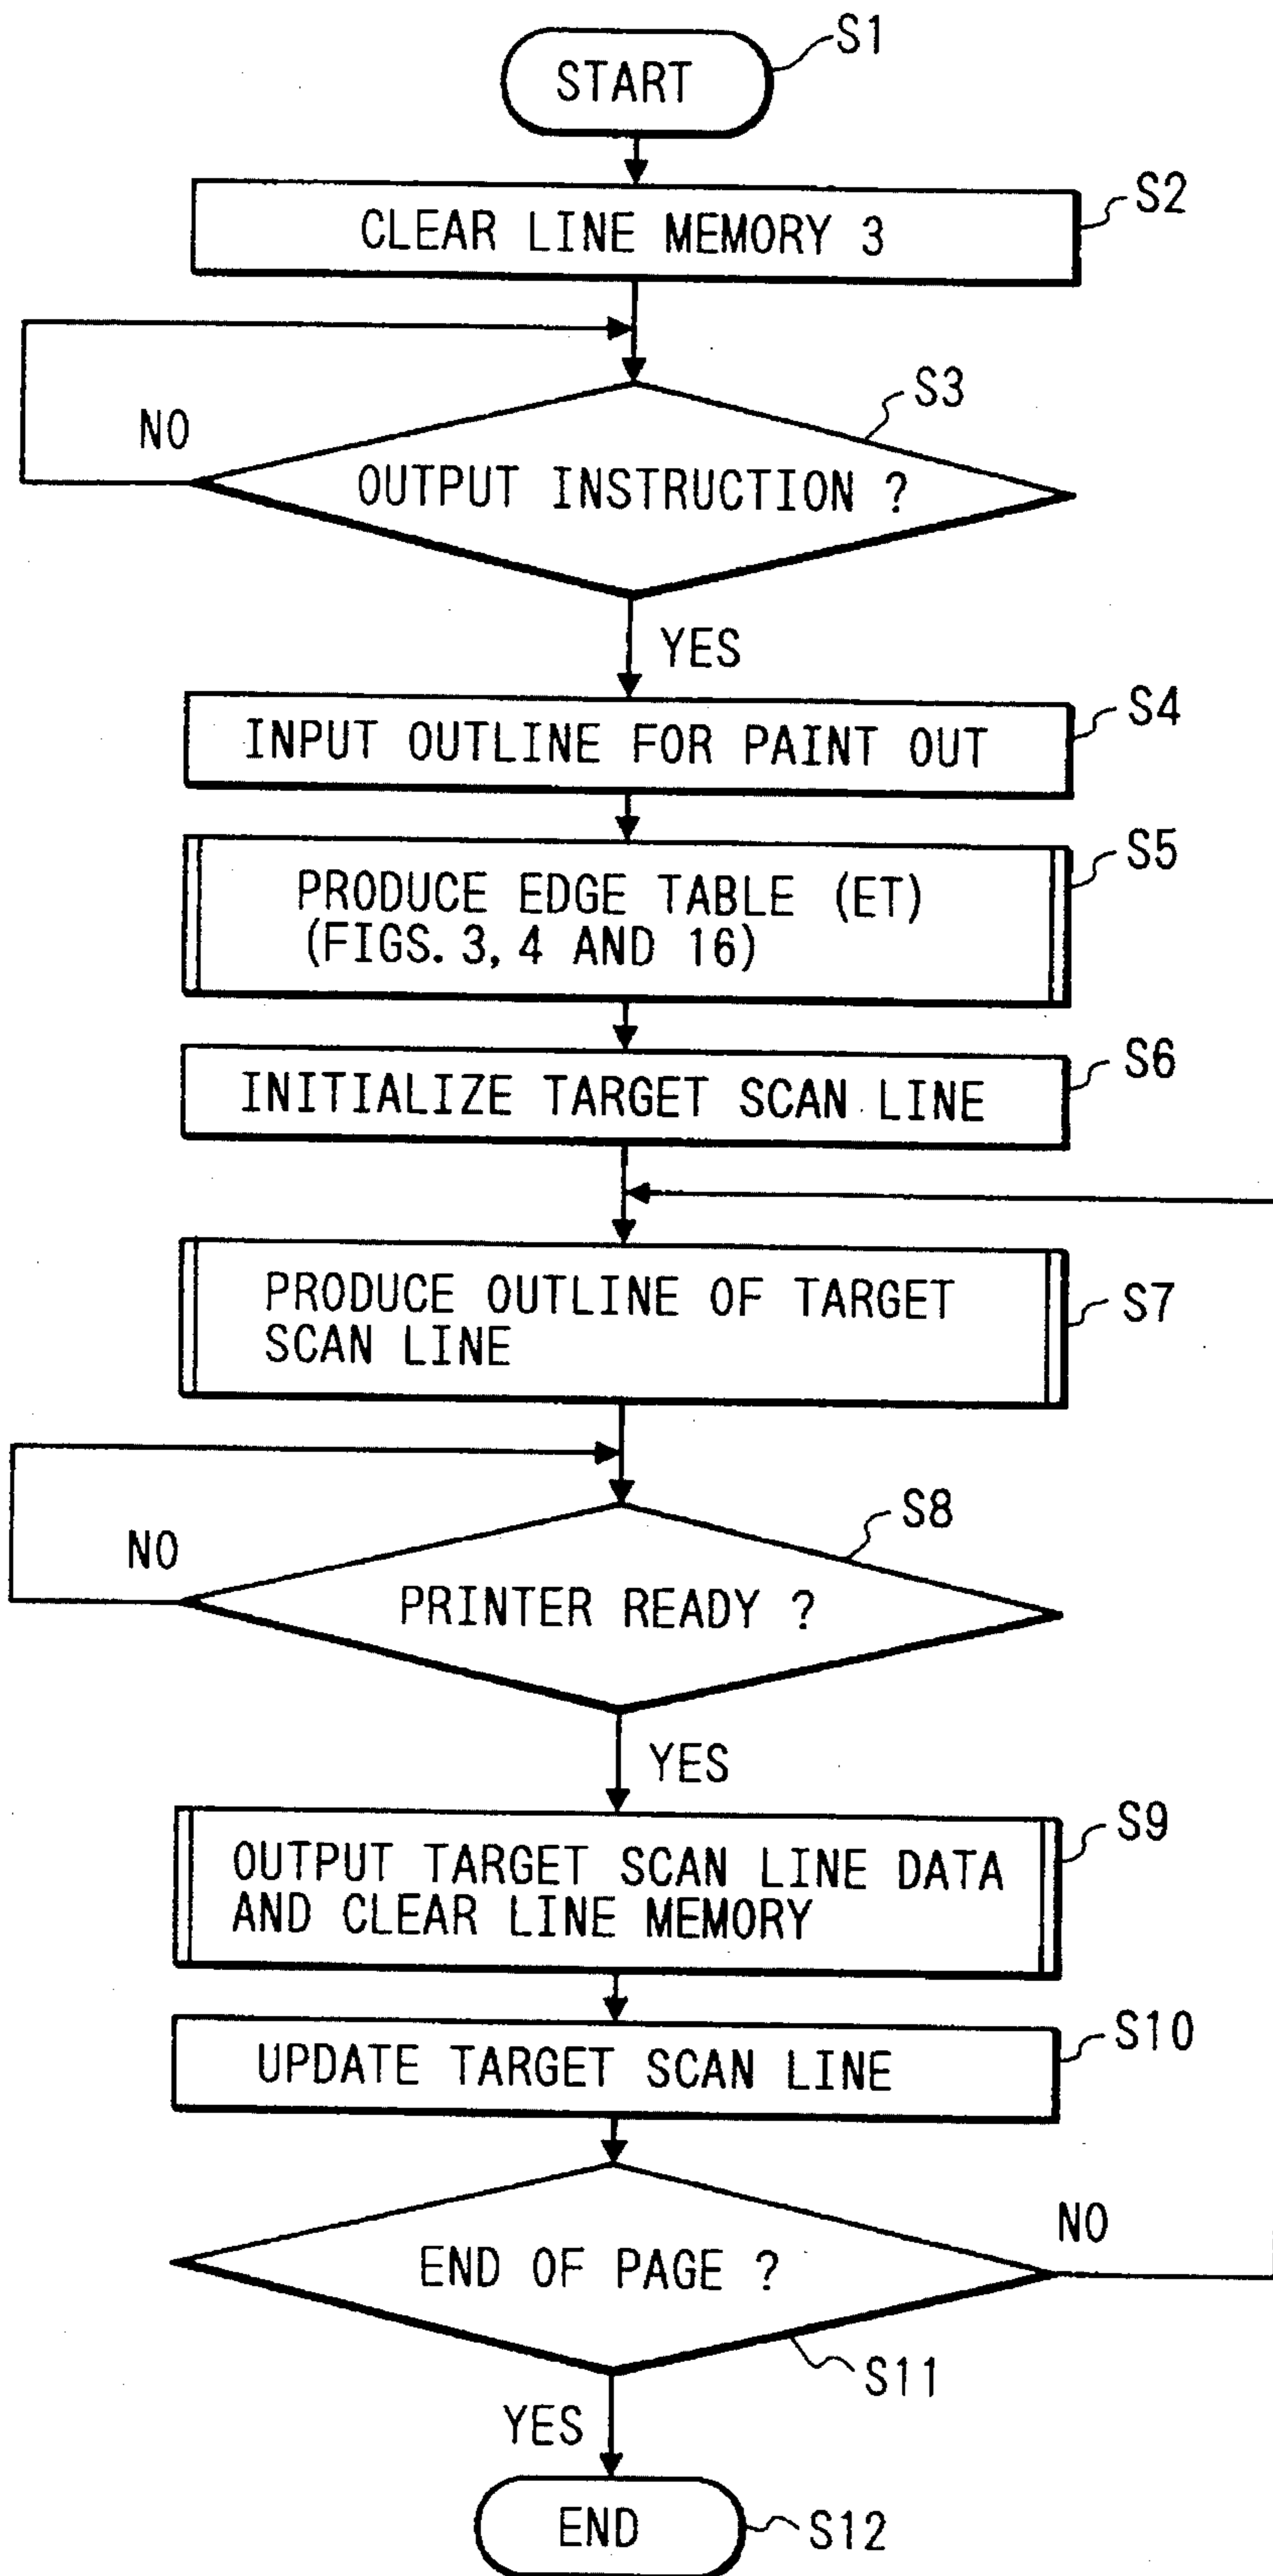 START
S1
CLEAR LINE MEMORY 3
S2
S3
NO
OUTPUT INSTRUCTION ?
YES
INPUT OUTLINE FOR PAINT OUT
S4
PRODUCE EDGE TABLE (ET)
(FIGS. 3, 4 AND 16)
S5
INITIALIZE TARGET SCAN LINE
S6
PRODUCE OUTLINE OF TARGET
SCAN LINE
S7
S8
NO
PRINTER READY ?
YES
OUTPUT TARGET SCAN LINE DATA
AND CLEAR LINE MEMORY
S9
UPDATE TARGET SCAN LINE
S10
NO
END OF PAGE ?
S11
YES
END
S12